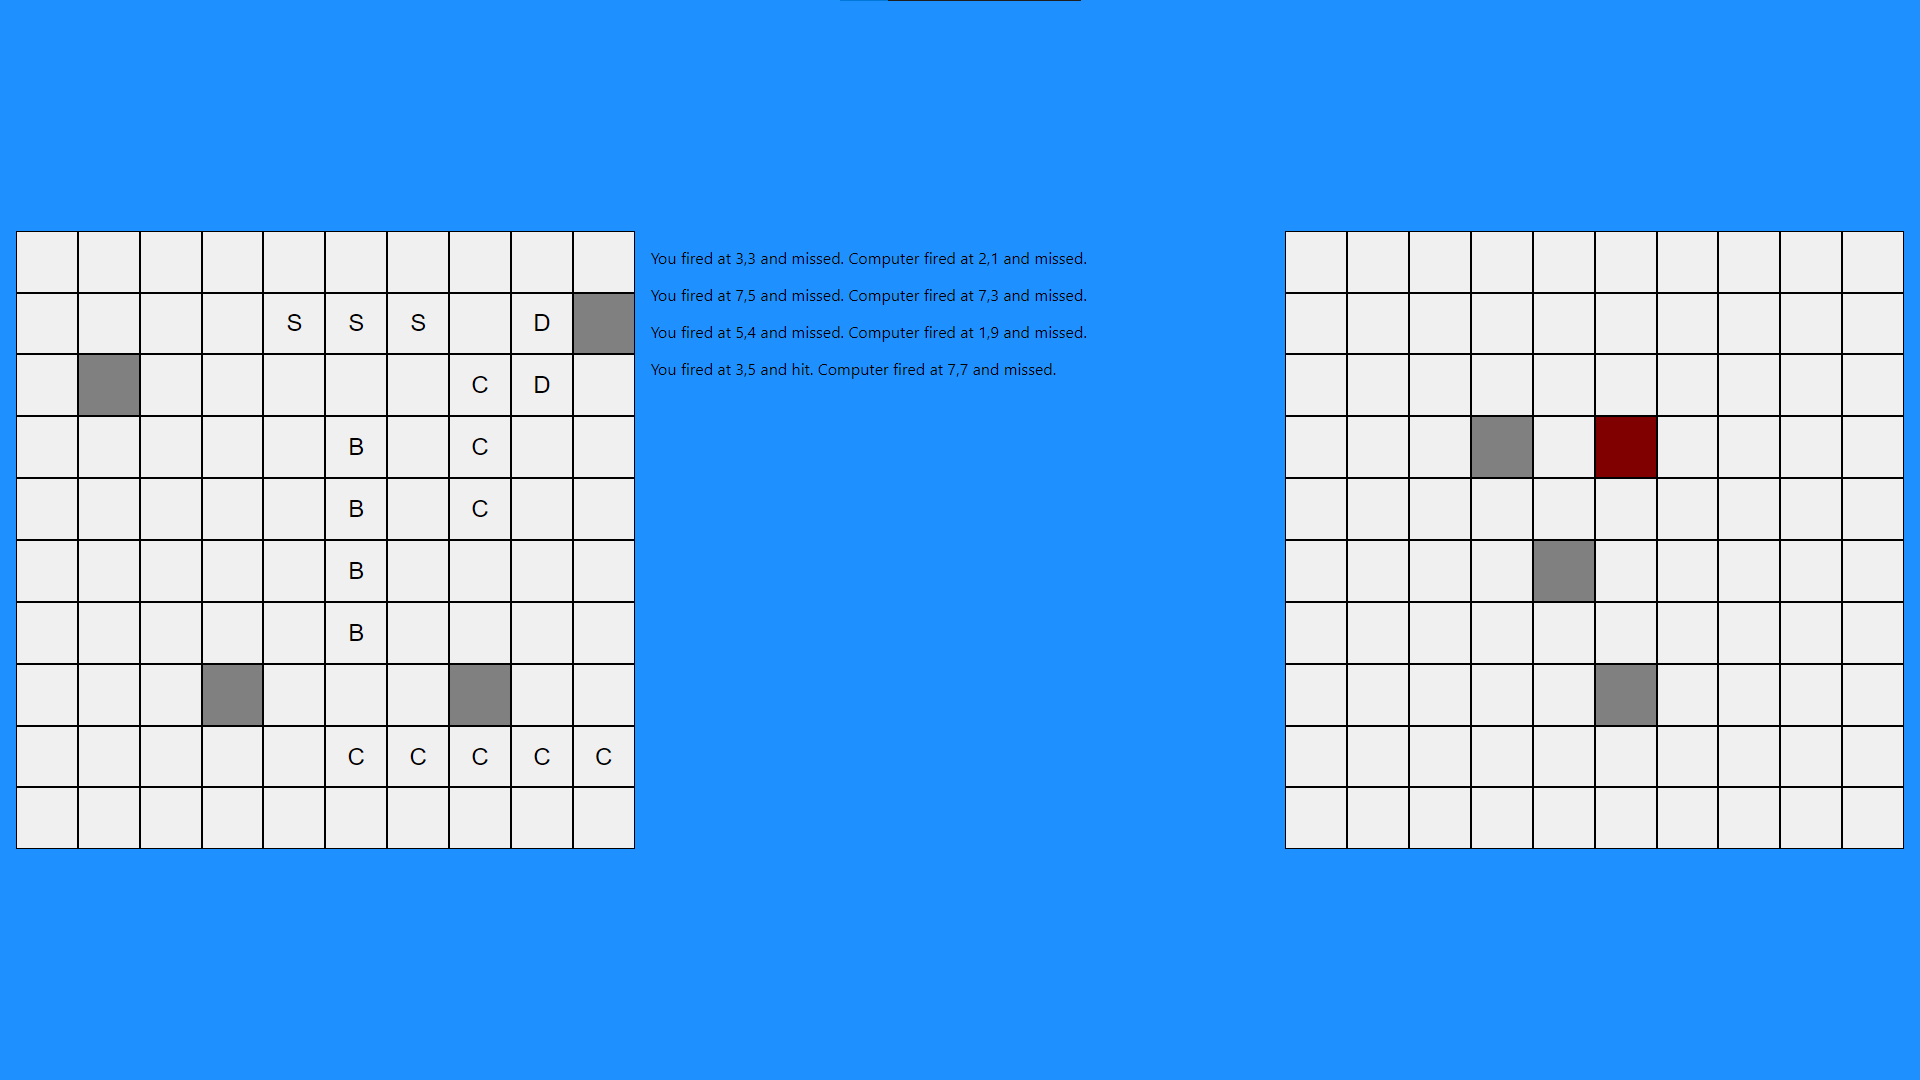 S S S D
C D
B C
B C
B
B
C C C C C
You fired at 3,3 and missed. Computer fired at 2,1 and missed.
You fired at 7,5 and missed. Computer fired at 7,3 and missed.
You fired at 5,4 and missed. Computer fired at 1,9 and missed.
You fired at 3,5 and hit. Computer fired at 7,7 and missed.